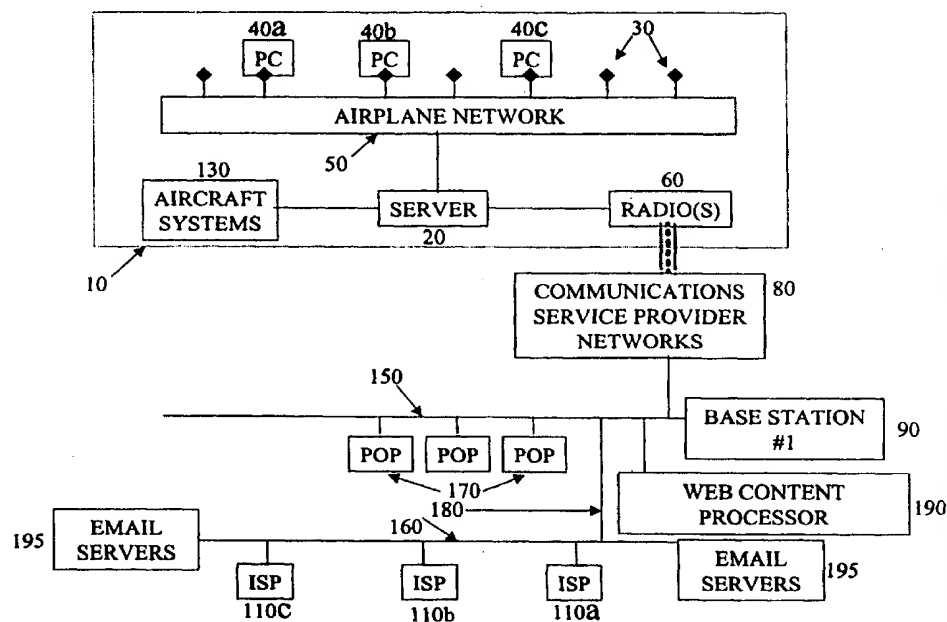 40a 40b 40c 30
PC PC PC
AIRPLANE NETWORK
50
130 60
AIRCRAFT
SYSTEMS
SERVER
RADIO(S)
20
10
COMMUNICATIONS
SERVICE PROVIDER
NETWORKS
80
150
BASE STATION
#1
90
POP POP POP
170
180
WEB CONTENT
PROCESSOR
190
160
195
EMAIL
SERVERS
EMAIL
SERVERS
195
ISP ISP ISP
110c 110b 110a